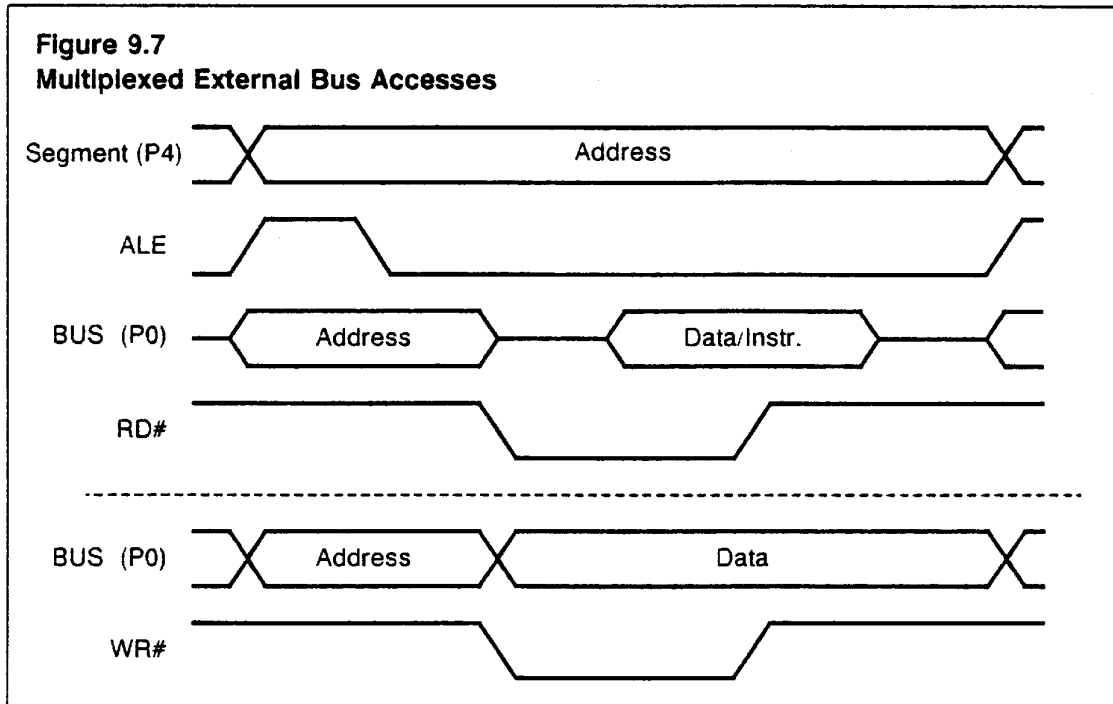 Figure 9.7
Multiplexed External Bus Accesses
Segment (P4)
Address
ALE
BUS (P0)
Address
Data/Instr.
RD#
BUS (P0)
Address
Data
WR#